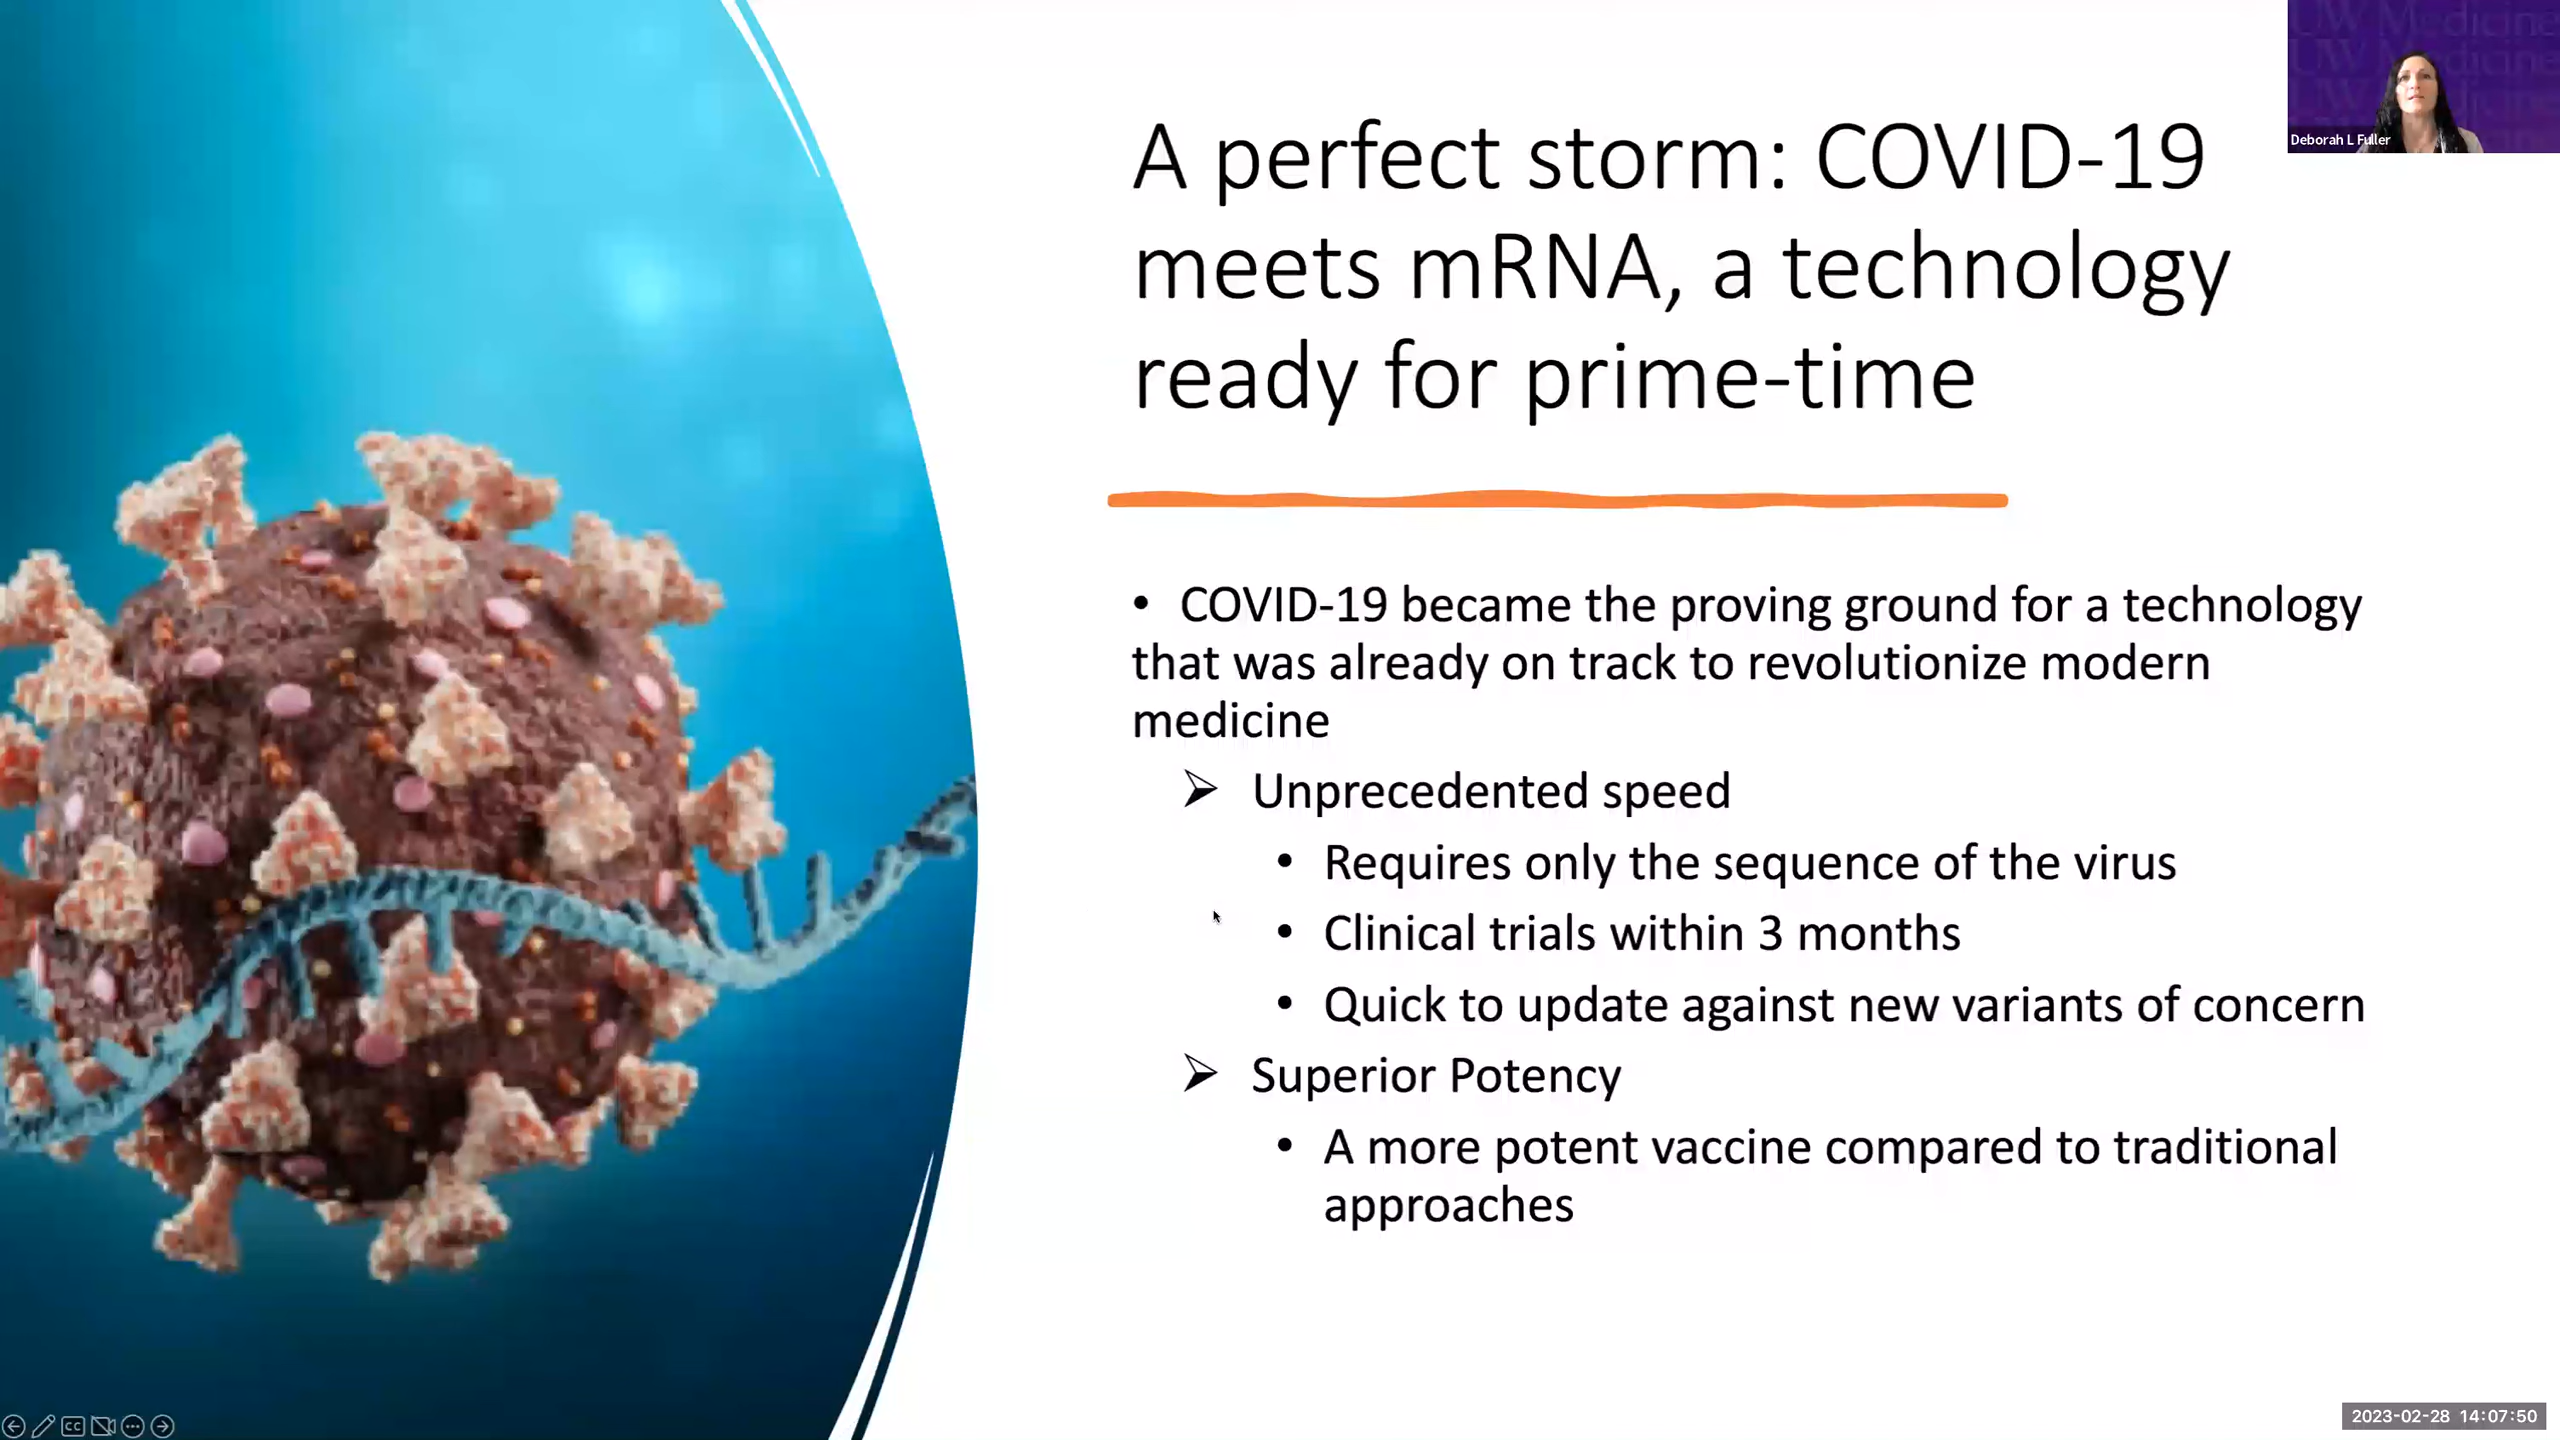 UW Medicine
A perfect storm: COVID-19
meets mRNA, a technology
ready for prime-time
Deborah L Fuller
• COVID-19 became the proving ground for a technology
that was already on track to revolutionize modern
medicine
➢ Unprecedented speed
• Requires only the sequence of the virus
• Clinical trials within 3 months
• Quick to update against new variants of concern
➢ Superior Potency
• A more potent vaccine compared to traditional
approaches
CC
2023-02-28 14:07:50